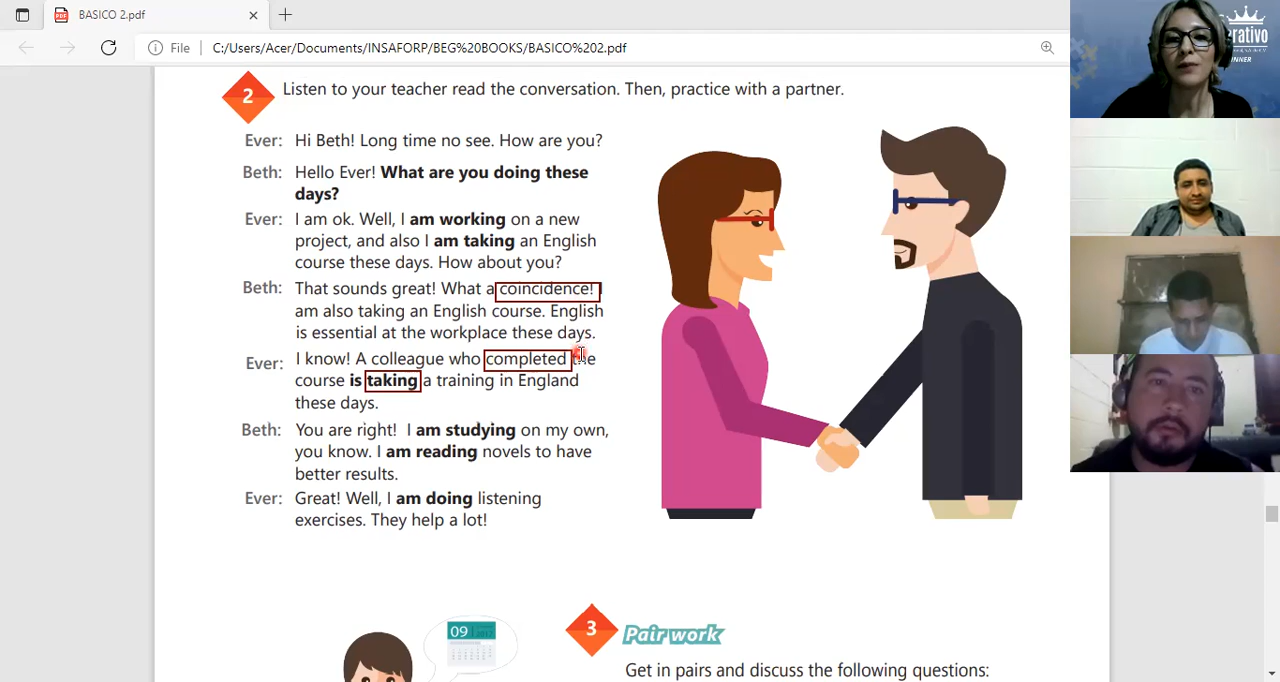 BASICO 2.pdf
File
C:/Users/Acer/Documents/INSAFORP/BEG%20BOOKS/BASICO%202.pdf
2
Listen to your teacher read the conversation. Then, practice with a partner.
Ever: Hi Beth! Long time no see. How are you?
Beth: Hello Ever! What are you doing these
days?
Ever: I am ok. Well, I am working on a new
project, and also I am taking an English
course these days. How about you?
Beth: That sounds great! What a coincidence! I
am also taking an English course. English
is essential at the workplace these days.
Ever: I know! A colleague who completed the
course is taking a training in England
these days.
Beth: You are right! I am studying on my own,
you know. I am reading novels to have
better results.
Ever: Great! Well, I am doing listening
exercises. They help a lot!
09
3
Pair work
Get in pairs and discuss the following questions: